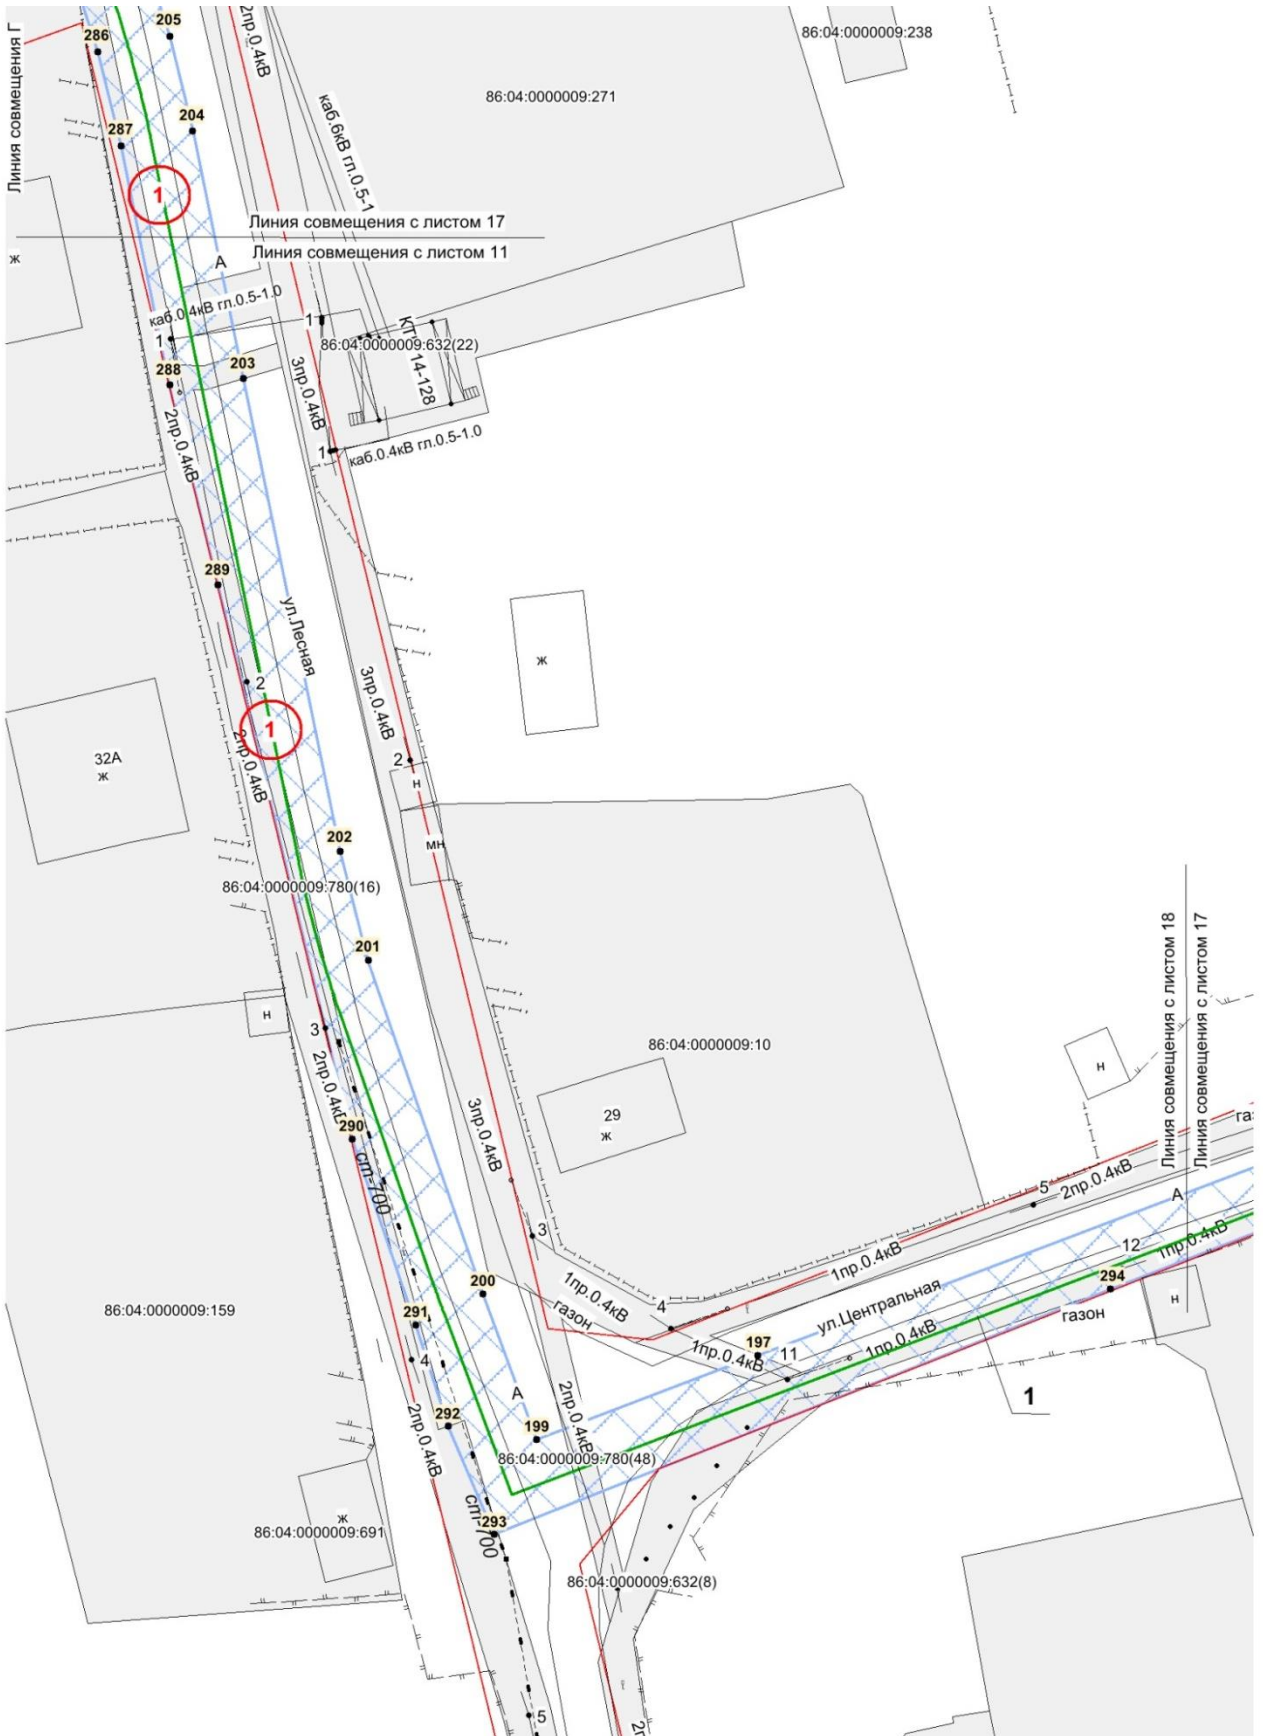 205
86:04:0000009:238
286
2пр.0.4кВ
Линия совмещения Г
86:04:0000009:271
каб.6кВ гл.0.5-1
204
287
1
Линия совмещения с листом 17
Линия совмещения с листом 11
ж
А
каб.0.4кВ гл.0.5-1.0
1
1
86:04:0000009:632(22)
14-128
203
288
3пр.0.4кВ
2пр.0.4кВ
1
каб.0.4кВ гл.0.5-1.0
289
ул.Лесная
ж
2
3пр.0.4кВ
1
2пр.0.4кВ
32А
ж
2
н
202
мн
86:04:0000009:780(16)
201
Линия совмещения с листом 18
Линия совмещения с листом 17
н
3
86:04:0000009:10
н
2пр.0.4кВ
29
ж
3пр.0.4кВ
газ
290
ст-700
5
2пр.0.4кВ
А
3
12
1пр.0.4кВ
1пр.0.4кВ
200
1пр.0.4кВ
294
86:04:0000009:159
291
газон
4
ул.Центральная
газон
н
197
11
1пр.0.4кВ
1пр.0.4кВ
4
А
1
292
2пр.0.4кВ
199
2пр.0.4кВ
86:04:0000009:780(48)
ж
ст-700
293
86:04:0000009:691
86:04:0000009:632(8)
5